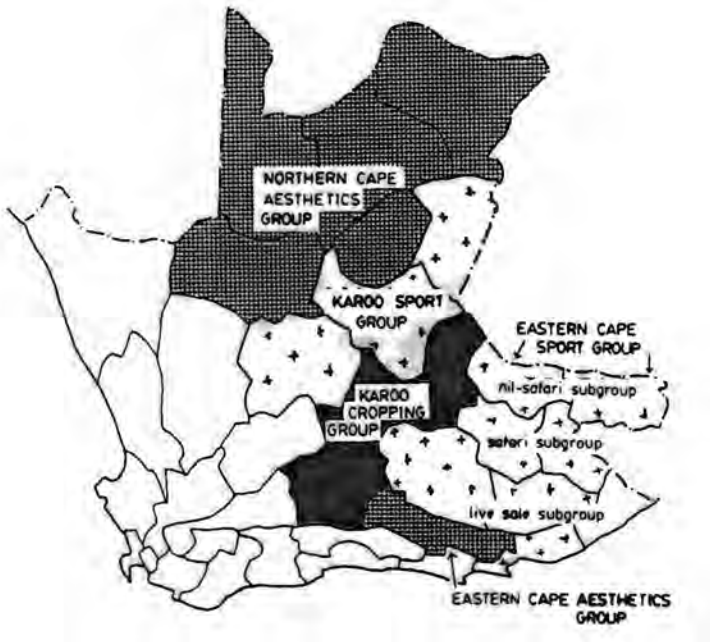 NORTHERN CAPE
AESTHETICS
GROUP
KAROO SPORT
GROUP
EASTERN CAPE
SPORT GROUP
nil-safari subgroup
KAROO
CROPPING
GROUP
safari subgroup
live sale subgroup
EASTERN CAPE AESTHETICS
GROUP